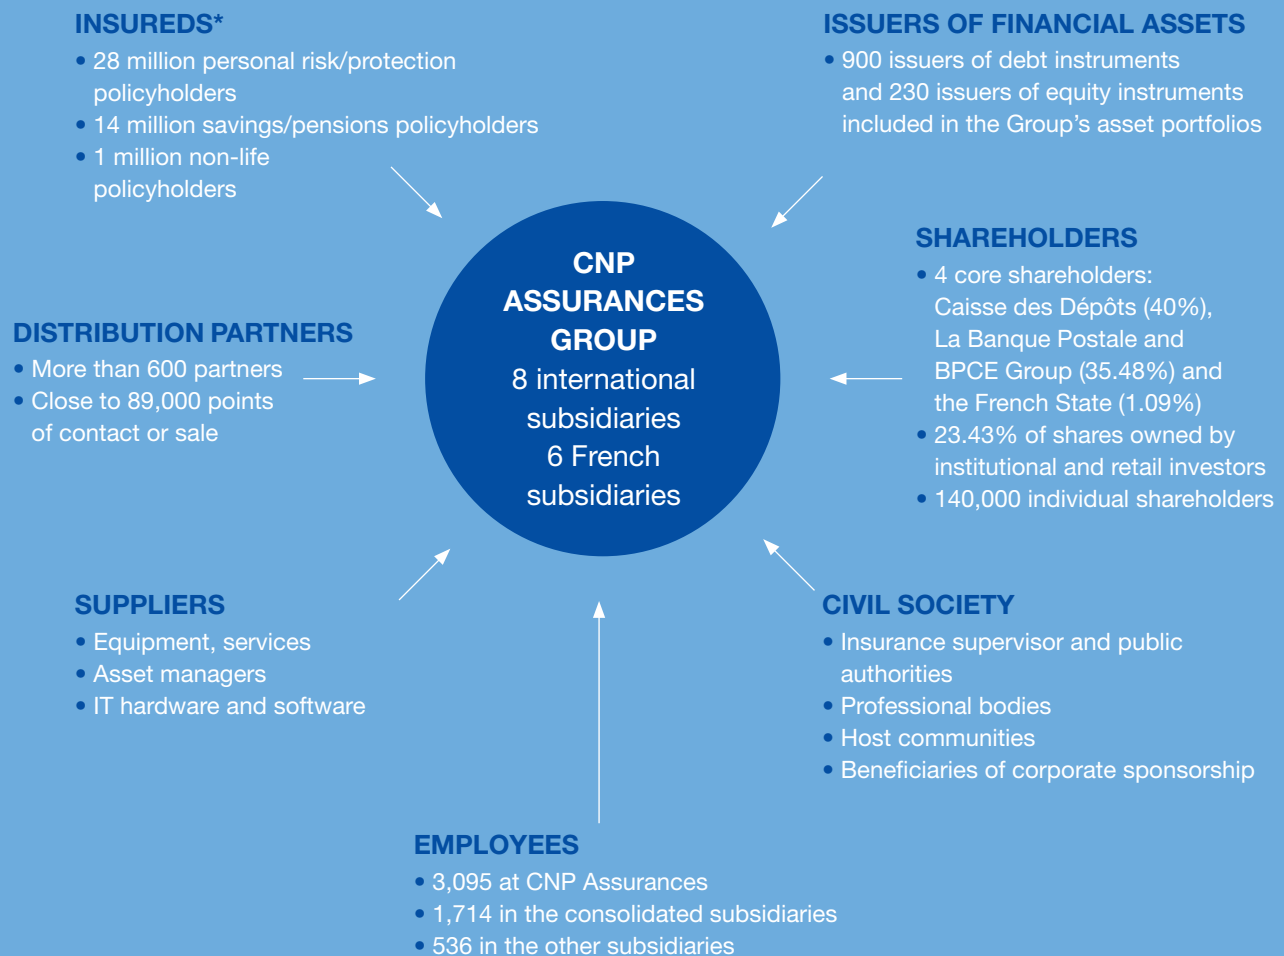 INSUREDS*
• 28 million personal risk/protection
policyholders
• 14 million savings/pensions policyholders
• 1 million non-life
policyholders
ISSUERS OF FINANCIAL ASSETS
• 900 issuers of debt instruments
and 230 issuers of equity instruments
included in the Group's asset portfolios
DISTRIBUTION PARTNERS
• More than 600 partners
• Close to 89,000 points
of contact or sale
CNP
ASSURANCES
GROUP
8 international
subsidiaries
6 French
subsidiaries
SHAREHOLDERS
• 4 core shareholders:
Caisse des Dépôts (40%),
La Banque Postale and
BPCE Group (35.48%) and
the French State (1.09%)
• 23.43% of shares owned by
institutional and retail investors
• 140,000 individual shareholders
SUPPLIERS
• Equipment, services
• Asset managers
• IT hardware and software
CIVIL SOCIETY
• Insurance supervisor and public
authorities
• Professional bodies
• Host communities
• Beneficiaries of corporate sponsorship
EMPLOYEES
• 3,095 at CNP Assurances
• 1,714 in the consolidated subsidiaries
• 536 in the other subsidiaries